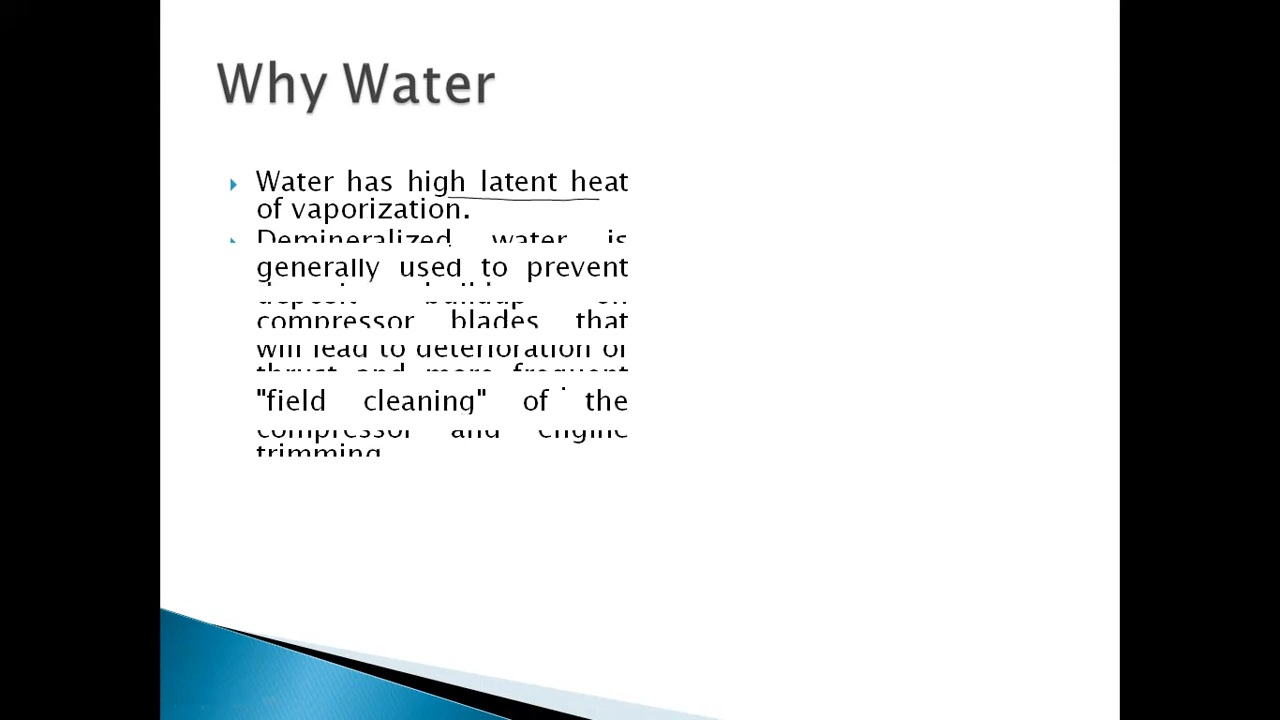 Why Water
Water has high latent heat
of vaporization.
Demineralized water is
generally used to prevent
deposit buildup on
compressor blades that
will lead to deterioration of
thrust and more frequent
"field cleaning" of the
compressor and engine
trimming